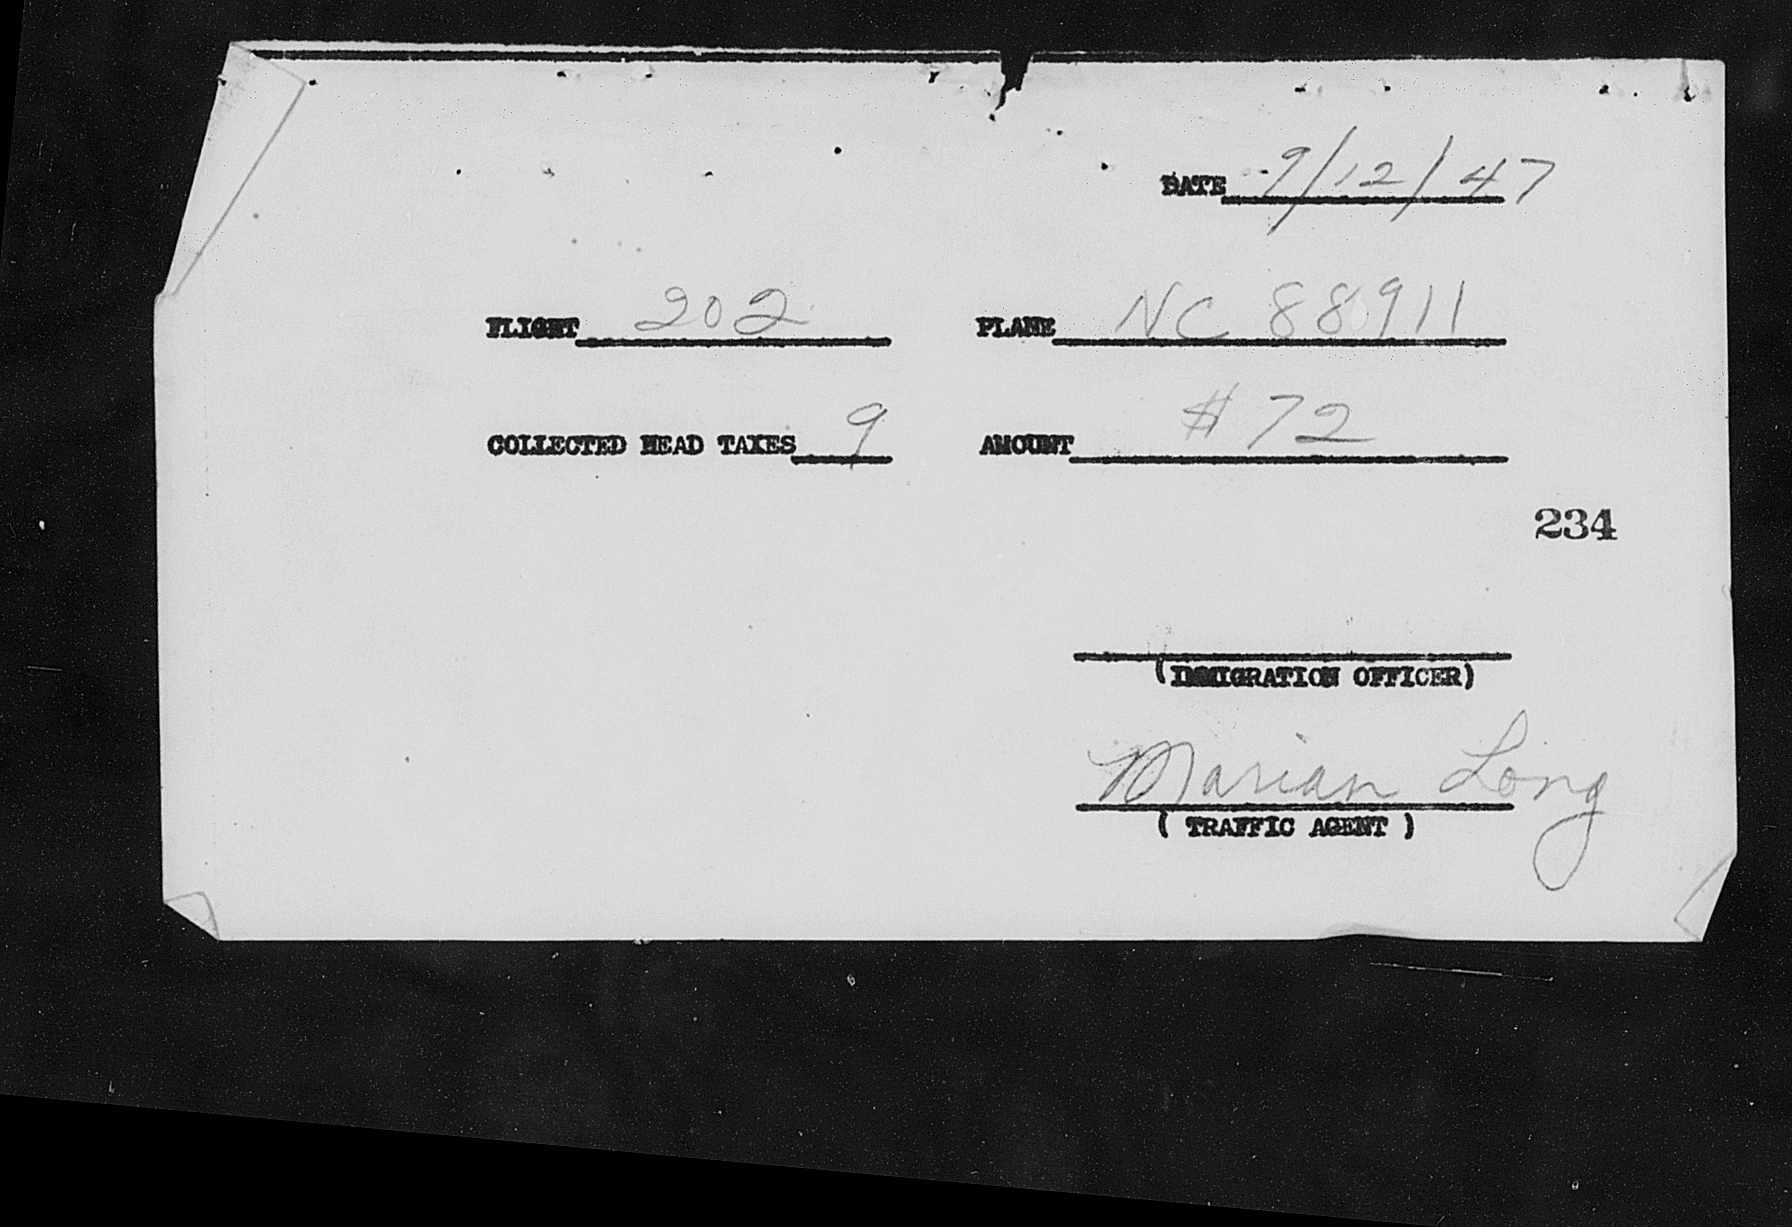 DATE 9/12/47
FLIGHT 202 PLANE NC 88911
COLLECTED HEAD TAXES 9 AMOUNT $72
234
(IMMIGRATION OFFICER)
Marian Long
( TRAFFIC AGENT )